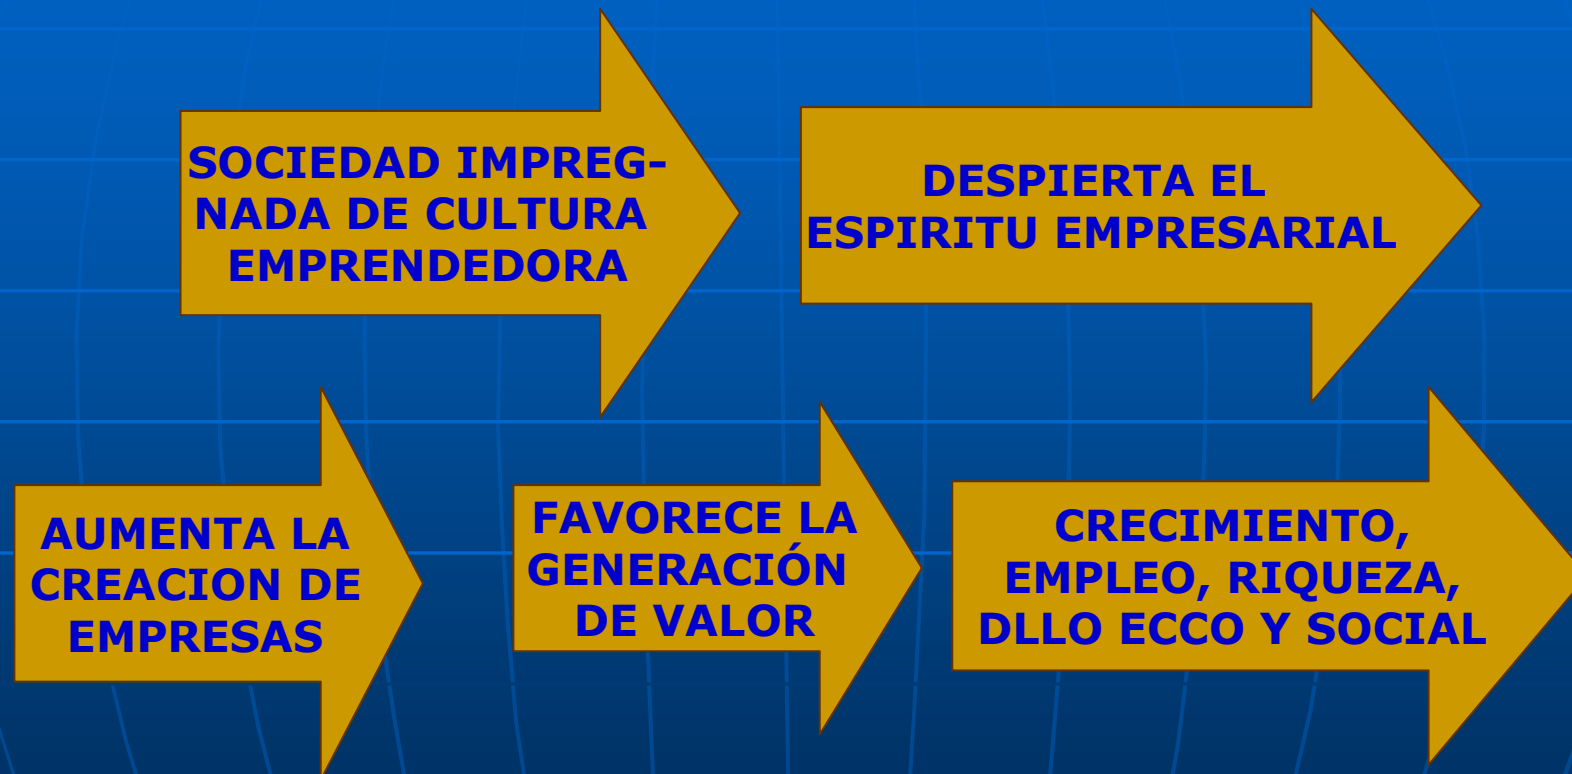 SOCIEDAD IMPREG-
NADA DE CULTURA
EMPRENDEDORA
DESPIERTA EL
ESPIRITU EMPRESARIAL
AUMENTA LA
CREACION DE
EMPRESAS
FAVORECE LA
GENERACIÓN
DE VALOR
CRECIMIENTO,
EMPLEO, RIQUEZA,
DLLO ECCO Y SOCIAL